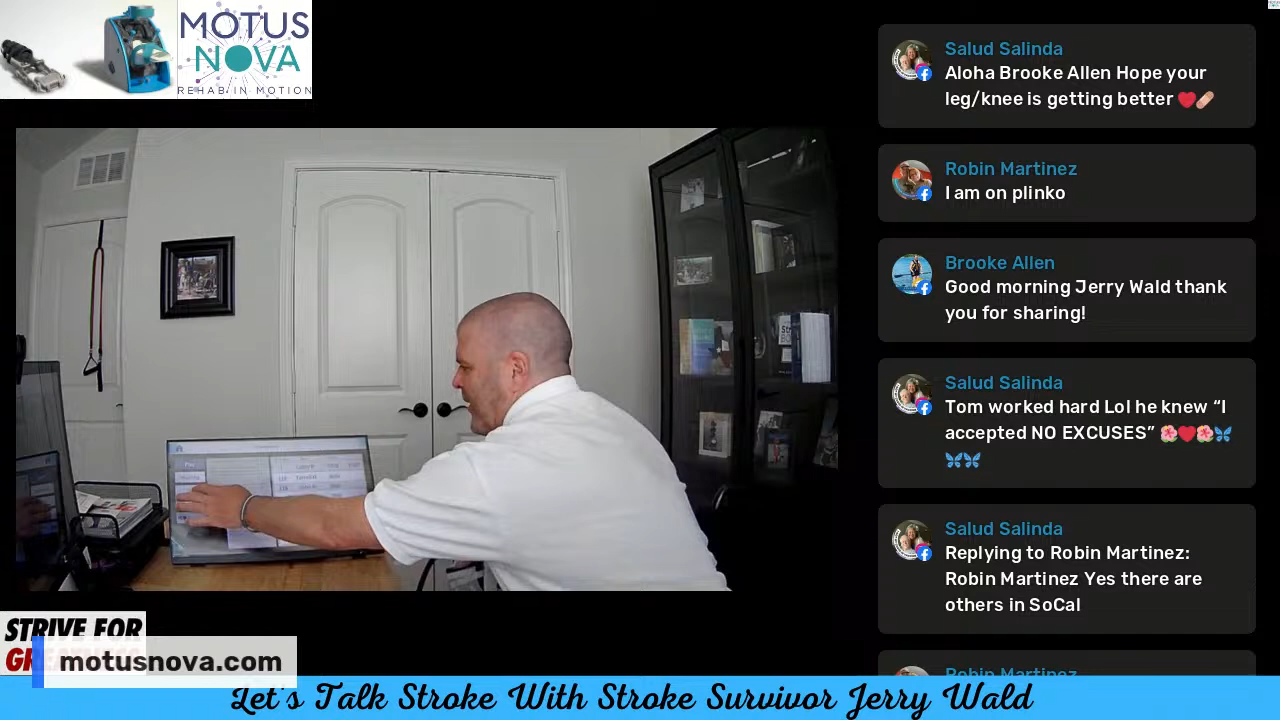 MOTUS
NOVA
REHAB IN MOTION
Salud Salinda
Aloha Brooke Allen Hope your
leg/knee is getting better ❤️🩹
Robin Martinez
I am on plinko
Brooke Allen
Good morning Jerry Wald thank
you for sharing!
Salud Salinda
Tom worked hard Lol he knew “I
accepted NO EXCUSES” 🌺❤️🌺🦋
🦋🦋
Salud Salinda
Replying to Robin Martinez:
Robin Martinez Yes there are
others in SoCal
Robin Martinez
STRIVE FOR
motusnova.com
Let's Talk Stroke With Stroke Survivor Jerry Wald